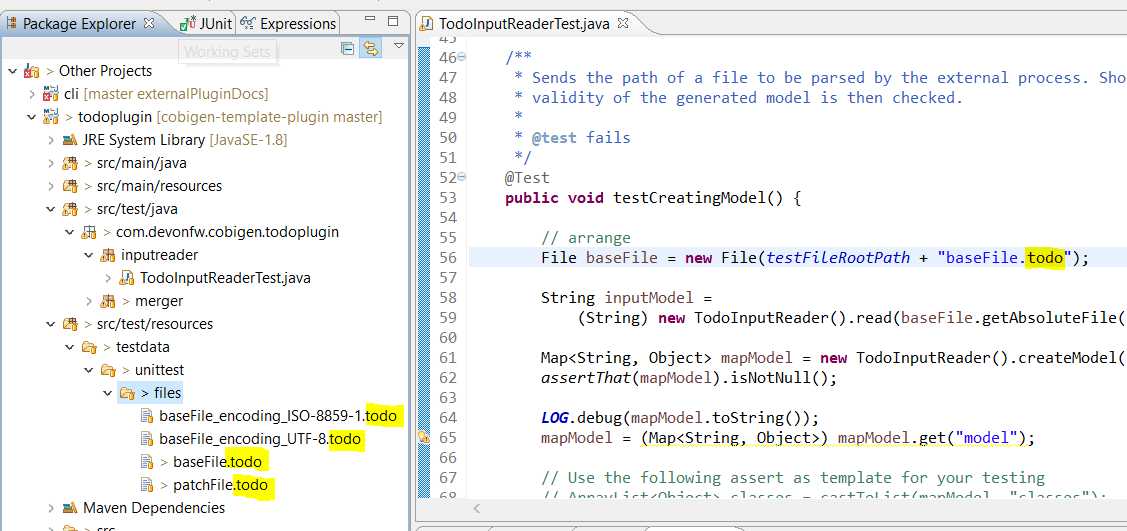 Package Explorer JUnit Expressions
Working Sets
> Other Projects
> cli [master externalPluginDocs]
> todoplugin [cobigen-template-plugin master]
JRE System Library [JavaSE-1.8]
> src/main/java
> src/main/resources
> src/test/java
> com.devonfw.cobigen.todoplugin
inputreader
> TodoInputReaderTest.java
> merger
> src/test/resources
> testdata
> unittest
> files
baseFile_encoding_ISO-8859-1.todo
baseFile_encoding_UTF-8.todo
> baseFile.todo
> patchFile.todo
Maven Dependencies
> src
TodoInputReaderTest.java
45
46 /**
47 * Sends the path of a file to be parsed by the external process. Sho
48 * validity of the generated model is then checked.
49 *
50 * @test fails
51 */
52 @Test
53 public void testCreatingModel() {
54
55 // arrange
56 File baseFile = new File(testFileRootPath + "baseFile.todo");
57
58 String inputModel =
59 (String) new TodoInputReader().read(baseFile.getAbsoluteFile(
60
61 Map<String, Object> mapModel = new TodoInputReader().createModel(
62 assertThat(mapModel).isNotNull();
63
64 LOG.debug(mapModel.toString());
65 mapModel = (Map<String, Object>) mapModel.get("model");
66
67 // Use the following assert as template for your testing
68 // ArrayList<Object> classes = castToList(mapModel, "classes");